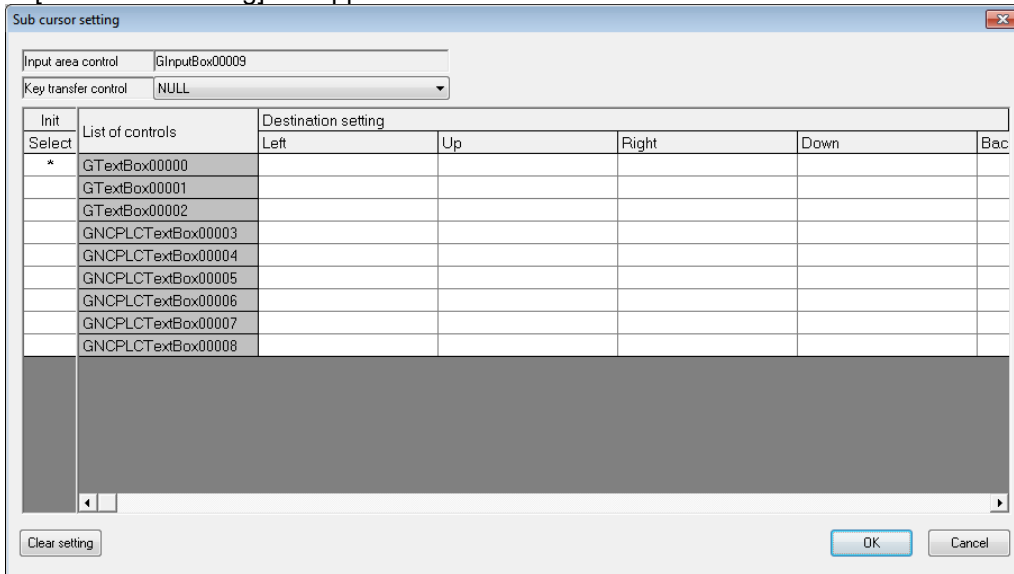 Sub cursor setting
Input area control GInputBox00009
Key transfer control NULL
Init List of controls Destination setting
Select Left Up Right Down Bac
* GTextBox00000
GTextBox00001
GTextBox00002
GNCPLCTextBox00003
GNCPLCTextBox00004
GNCPLCTextBox00005
GNCPLCTextBox00006
GNCPLCTextBox00007
GNCPLCTextBox00008
Clear setting OK Cancel